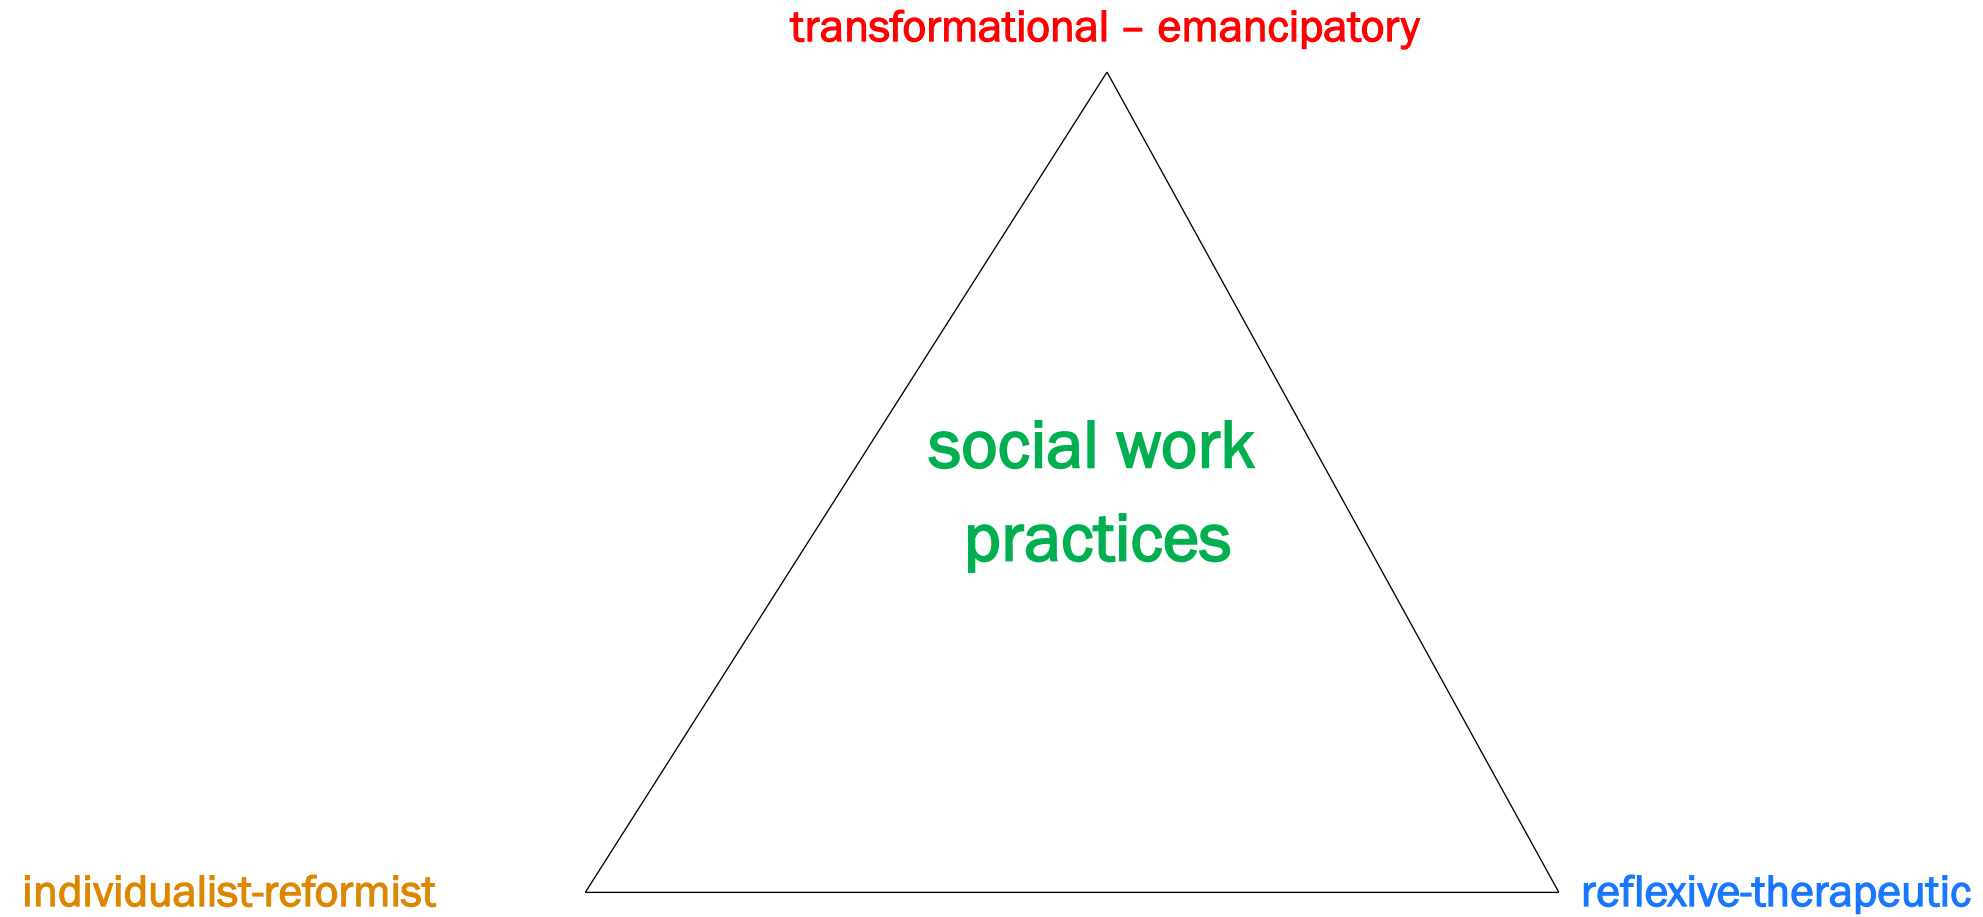 transformational – emancipatory
social work
practices
individualist-reformist
reflexive-therapeutic